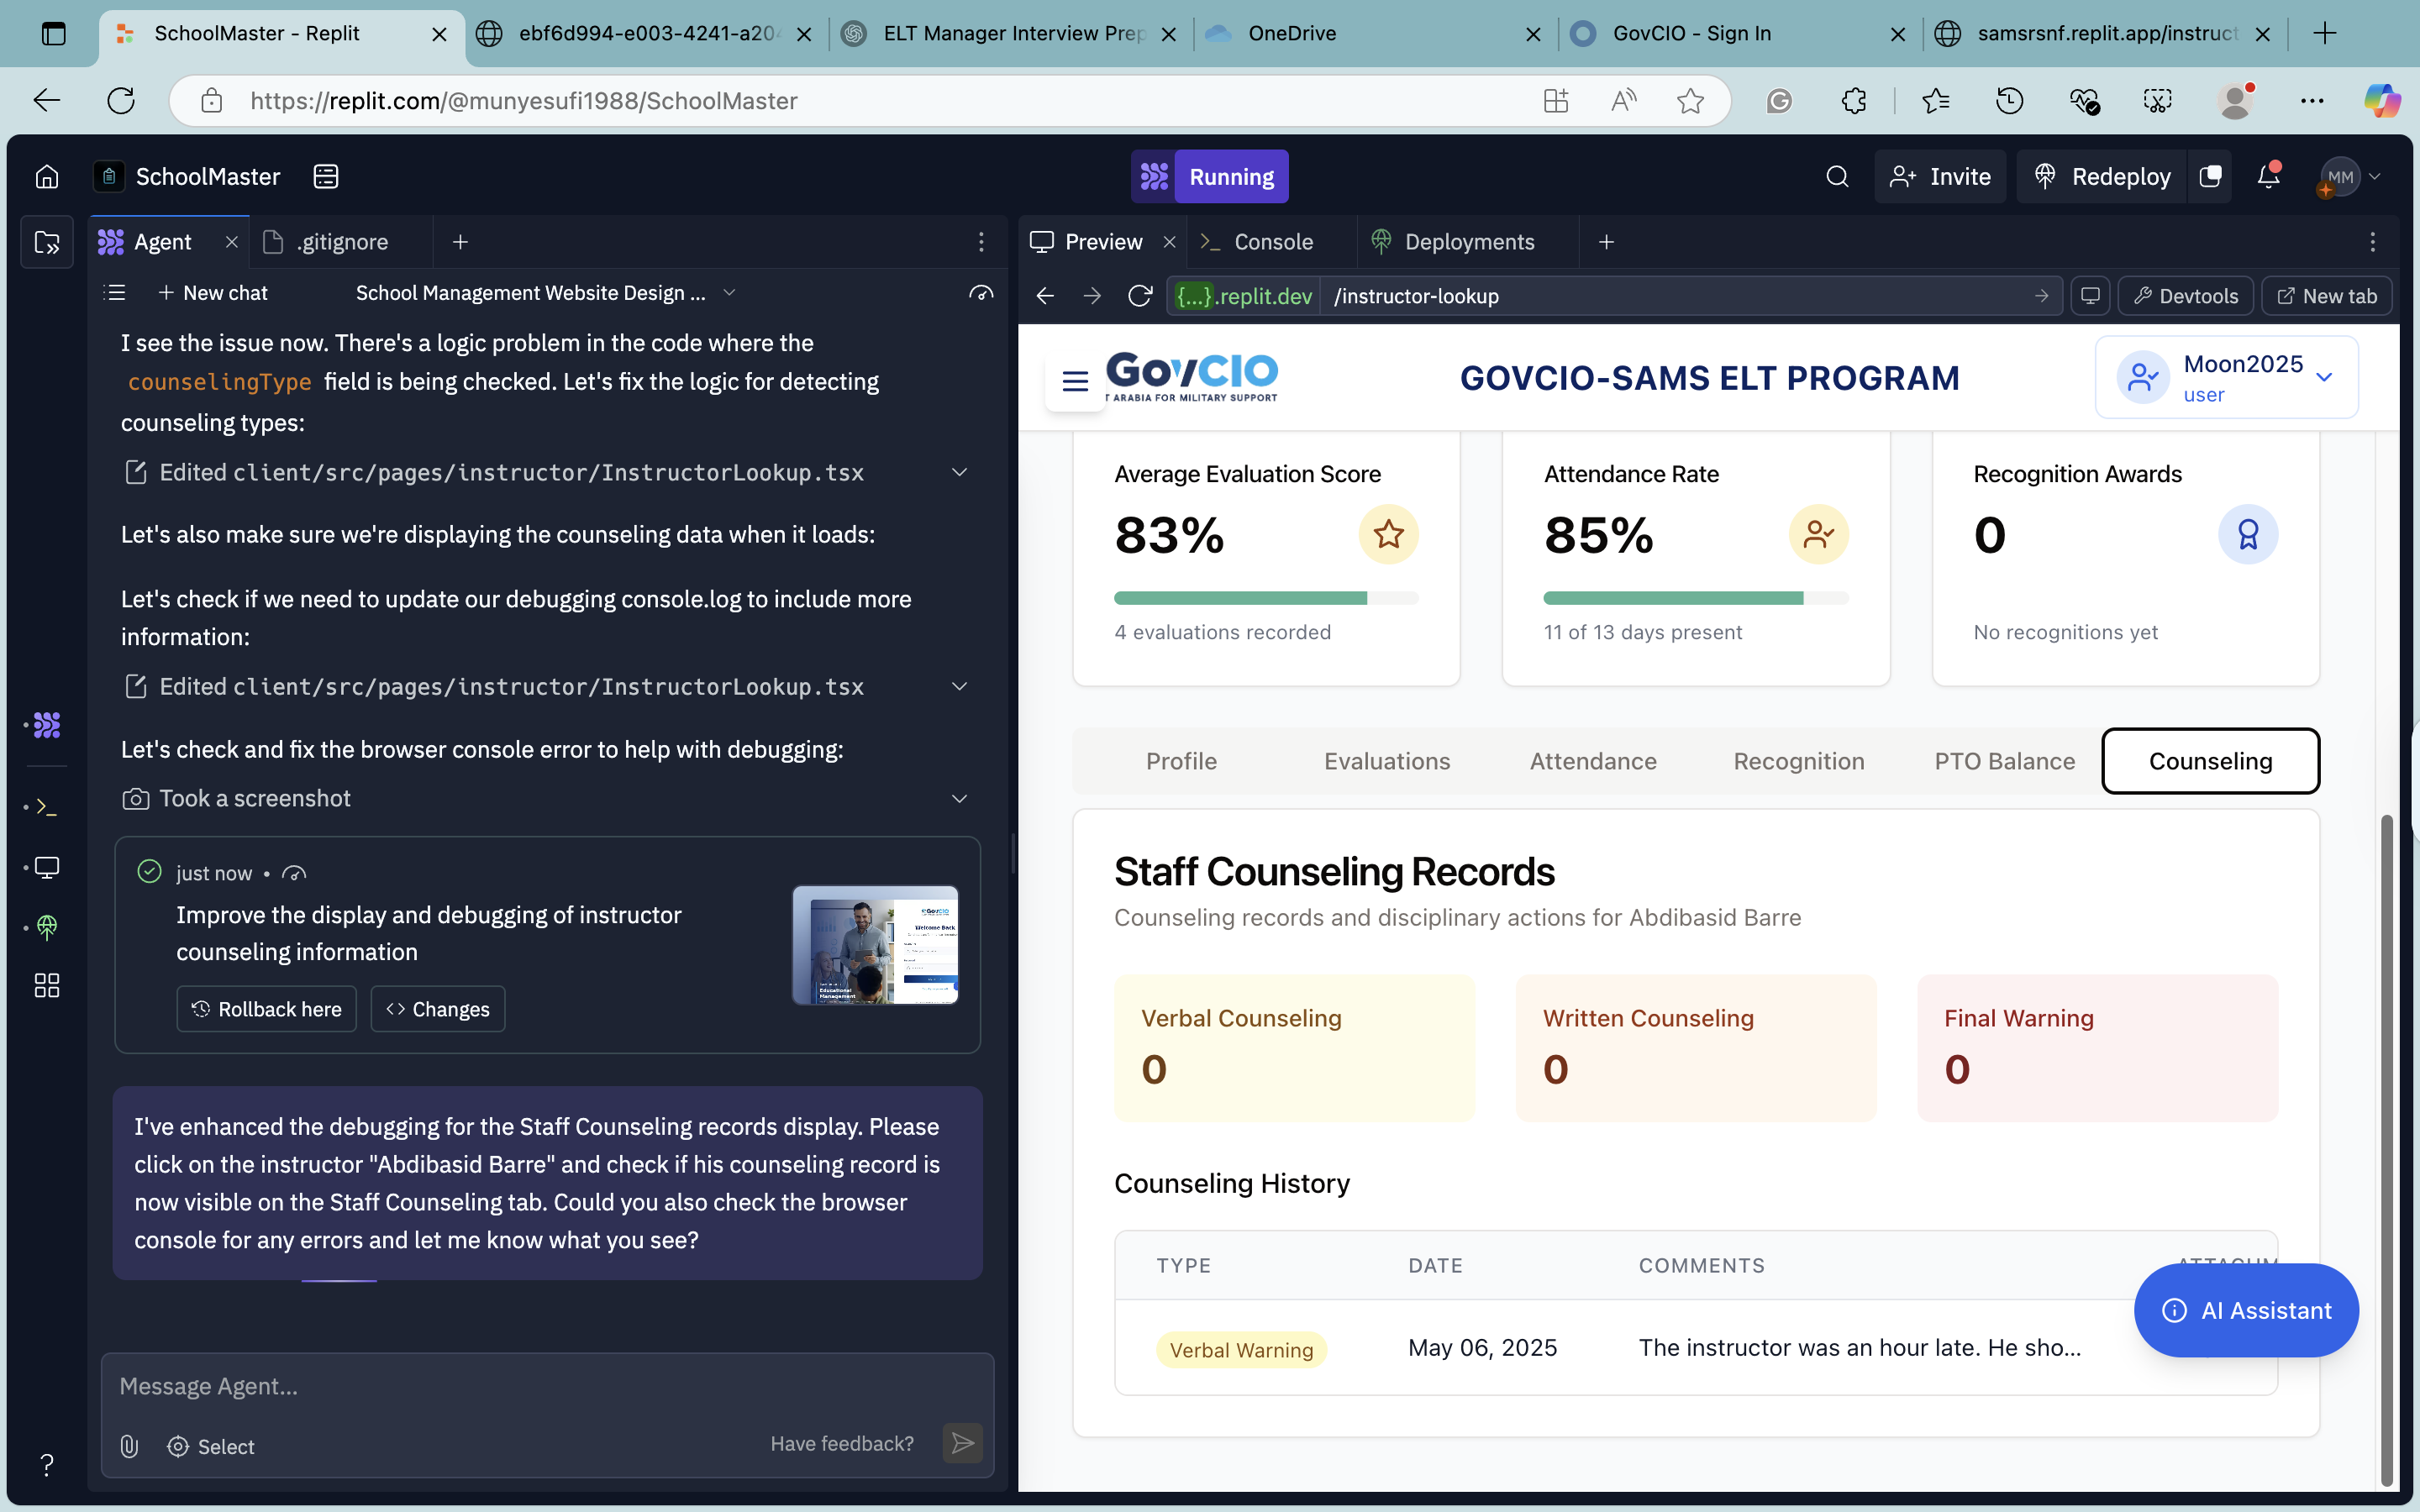 SchoolMaster - Replit
ebf6d994-e003-4241-a204
ELT Manager Interview Prep
OneDrive
GovCIO - Sign In
samsrsnf.replit.app/instruct
https://replit.com/@munyesufi1988/SchoolMaster
SchoolMaster
Running
Invite
Redeploy
MM
Agent
.gitignore
Preview
Console
Deployments
New chat
School Management Website Design ...
{...}.replit.dev
/instructor-lookup
Devtools
New tab
I see the issue now. There's a logic problem in the code where the
counselingType field is being checked. Let's fix the logic for detecting
counseling types:
Edited client/src/pages/instructor/InstructorLookup.tsx
Let's also make sure we're displaying the counseling data when it loads:
Let's check if we need to update our debugging console.log to include more
information:
Edited client/src/pages/instructor/InstructorLookup.tsx
Let's check and fix the browser console error to help with debugging:
Took a screenshot
just now
Improve the display and debugging of instructor
counseling information
Rollback here
Changes
GovCIO
Welcome Back
Educational
Management
I've enhanced the debugging for the Staff Counseling records display. Please
click on the instructor "Abdibasid Barre" and check if his counseling record is
now visible on the Staff Counseling tab. Could you also check the browser
console for any errors and let me know what you see?
Message Agent...
Select
Have feedback?
GovCIO
T ARABIA FOR MILITARY SUPPORT
GOVCIO-SAMS ELT PROGRAM
Moon2025
user
Average Evaluation Score
83%
4 evaluations recorded
Attendance Rate
85%
11 of 13 days present
Recognition Awards
0
No recognitions yet
Profile
Evaluations
Attendance
Recognition
PTO Balance
Counseling
Staff Counseling Records
Counseling records and disciplinary actions for Abdibasid Barre
Verbal Counseling
0
Written Counseling
0
Final Warning
0
Counseling History
TYPE
DATE
COMMENTS
ATTACHM
Verbal Warning
May 06, 2025
The instructor was an hour late. He sho...
AI Assistant